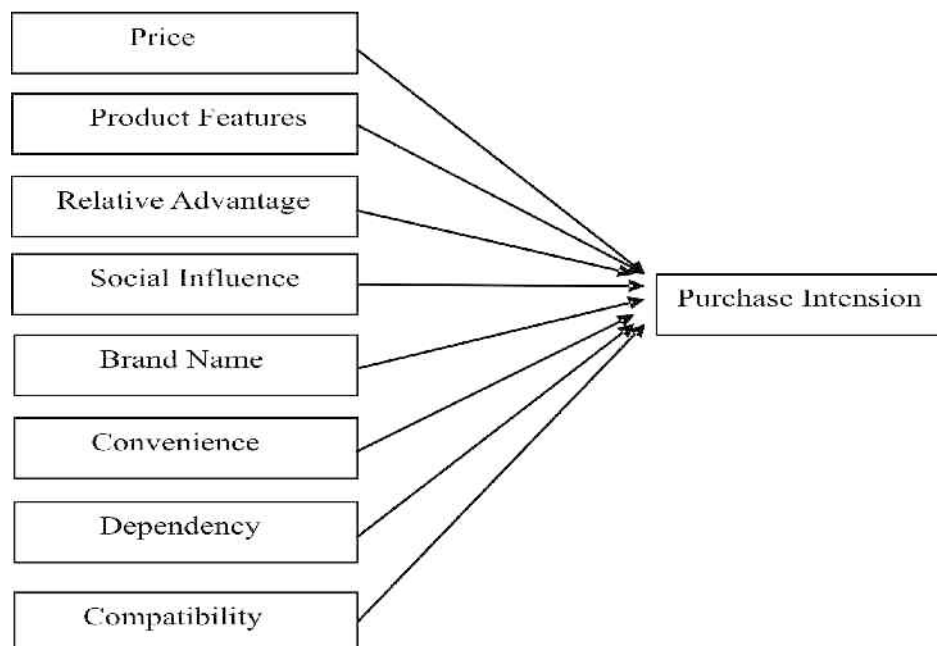 Price
Product Features
Relative Advantage
Social Influence
Purchase Intension
Brand Name
Convenience
Dependency
Compatibility